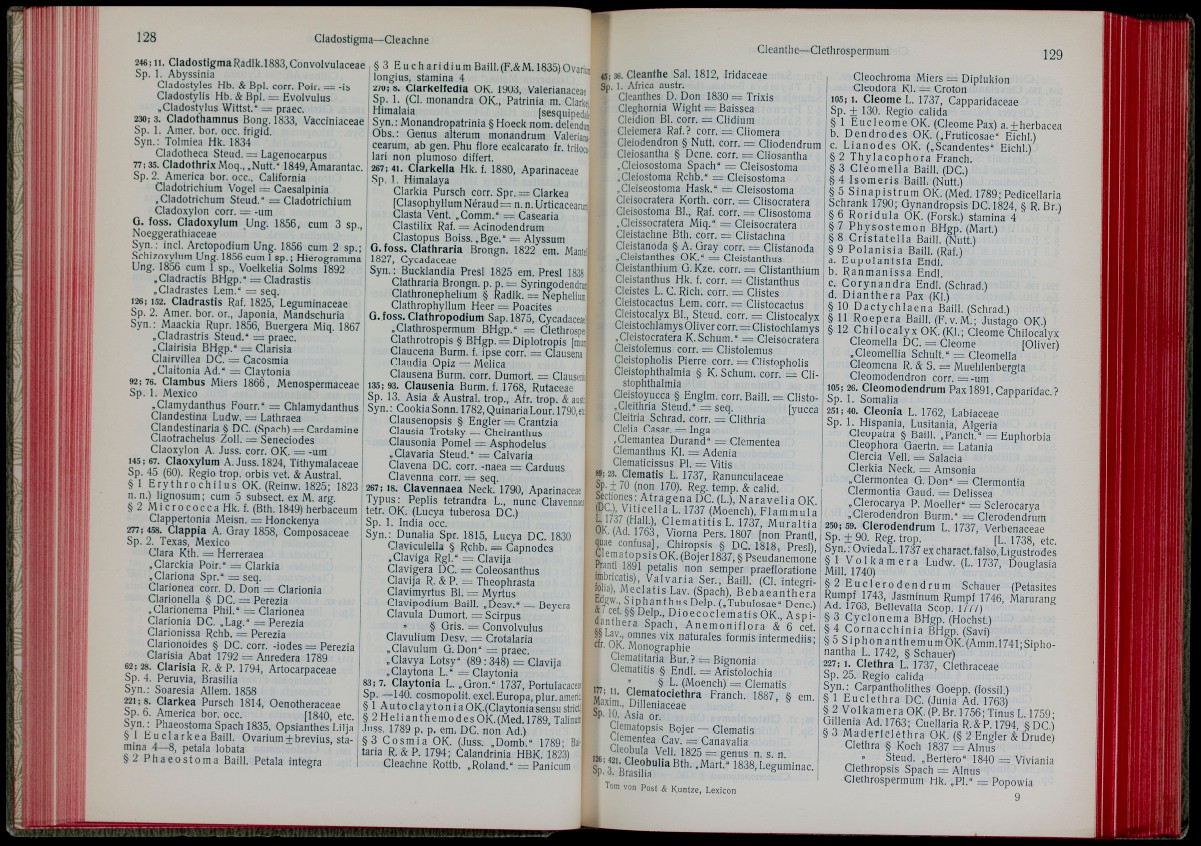 128
Cladostigma—Cleachne
246; 11. Cladostigma Radlk. 1883, Convolvulaceae
Sp. 1. Abyssinia
Cladostyles Hb. & Bpl. corr. Poir. = -is
Cladostylis Hb. & Bpl. = Evolvulus
„Cladostylus Wittst.“ = praec.
230; 3. Cladothamnus Bong. 1833, Vacciniaceae
Sp. 1. Amer. bor. occ. frigid.
Syn.: Tolmiea Hk. 1834
Cladotheca Steud. = Lagenocarpus
77; 35. Cladothrix Moq., „Nutt.“ 1849, Amarantac.
Sp. 2. America bor. occ., California
Cladotrichium Vogel = Caesalpinia
„Cladotrichum Steud.“ = Cladotrichium
Cladoxylon corr. = -um
G. foss. Cladoxylum Ung. 1856, cum 3 sp.,
Noeggerathiaceae
Syn.: incl. Arctopodium Ung. 1856 cum 2 sp.;
Schizoxylum Ung. 1856 cum 1 sp.; Hierogramma
Ung. 1856 cum 1 sp., Voelkelia Solms 1892
„Cladractis BHgp.“ = Cladrastis
„Cladrastes Lem.“ = seq.
126; 152. Cladrastis Raf. 1825, Leguminaceae
Sp. 2. Amer. bor. or., Japonia, Mandschuria
Syn.: Maackia Rupr. 1856, Buergera Miq. 1867
„Cladrastris Steud.“ = praec.
„Clairisia BHgp.“ = Clarisia
Clairvillea DC. = Cacosmia
„Claitonia Ad.“ = Claytonia
92; 76. Clambus Miers 1866, Menospermaceae
Sp. 1. Mexico
„Clamydanthus Fourr.“ = Chlamydanthus
Clandestina Ludw. = Lathraea
Clandestinaria § DC. (Spach) = Cardamine
Claotrachelus Zoll. = Seneciodes
Claoxylon A. Juss. corr. OK. = -um
145; 67. Claoxylum A. Juss. 1824, Tithymalaceae
Sp. 45 (60). Regio trop. orbis vet. & Austral.
§ 1 Erythrochilus OK. (Reinw. 1825; 1823
n. n.) lignosum; cum 5 subsect. ex M. arg.
§ 2 Micrococca Hk. f. (Bth. 1849) herbaceum
Clappertonia Meisn. = Honckenya
277; 458. Clappia A. Gray 1858, Composaceae
Sp. 2. Texas, Mexico
Clara Kth. = Herreraea
„Clarckia Poir.“ = Clarkia
„Clariona Spr.“ = seq.
Clarionea corr. D. Don = Clarionia
Clarionella § DC. = Perezia
„Clarionema Phil.“ = Clarionea
Clarionia DC. „Lag.“ = Perezia
Clarionissa Rchb. = Perezia
Clarionoides § DC. corr. -iodes = Perezia
Clarisia Abat 1792 = Anredera 1789
62; 28. Clarisia R. & P. 1794, Artocarpaceae
Sp. 4. Peruvia, Brasilia
Syn.: Soaresia Allem. 1858
221; 8. Clarkea Pursh 1814, Oenotheraceae
Sp. 6. America bor. occ. [1840, etc.
Syn.: Phaeostoma Spach 1835, Opsianthes Lilja
§ 1 Euclarkea Baill. Ovarium ± brevius, sta-
mina 4—8, petala lobata
§ 2 Phaeostoma Baill. Petala integra
§ 3 Eucharidium Baill. (F. & M. 1835) Ovarium
longius, stamina 4
270; 8. Clarkeifedia OK. 1903, Valerianaceae
Sp. 1. (Cl. monandra OK., Patrinia m. Clarke)
Himalaia
Syn.: Monandropatrinia § Hoeck nom. delendum
Obs.: Genus alterum monandrum Valeriana-
cearum, ab gen. Phu flore ecalcarato fr. trilocu-
lari non plumoso differt.
267; 41. Clarkella Hk. f. 1880, Aparinaceae
Sp. 1. Himalaya
Clarkia Pursch corr. Spr. = Clarkea
[Clasophyllum Néraud = n. n. Urticacearum
Clasta Vent. „Comm.“ = Casearia
Clastilix Raf. = Acinodendrum
Clastopus Boiss. „Bge.“ = Alyssum
G. foss. Clathraria Brongn. 1822 em. Mantel
1827, Cycadaceae
Syn.: Bucklandia Presl 1825 em. Presl 1838
Clathraria Brongn. p. p. = Syringodendrum
Clathronephelium § Radlk. = Nephelium
Clathrophyllum Heer = Poacites
G. foss. Clathropodium Sap. 1875, Cycadaceae
„Clathrospermum BHgp.“ =
Clathrotropis § BHgp. = Diplotropis
Claucena Burm. f. ipse corr. = Clausena
Claudia Opiz = Melica
Clausena Burm. corr. Dumort. =
135; 93. Clausenia Burm. f. 1768, Rutaceae
Sp. 13. Asia & Austral. trop., Afr. trop. &
Syn.: Cookia Sonn. 1782, Quinaria Lour. 1790,
Clausenopsis § Engler = Crantzia
Clausia Trotsky = Cheiranthus
Clausonia Pomel = Asphodelus
„Clavaria Steud.“ = Calvaria
Clavena DC. corr. -naea = Carduus
Clavenna corr. = seq.
267; 18. Clavennaea Neck. 1790, Aparinaceae
Typus: Peplis tetrandra L., nunc Clavennaea
tetr. OK. (Lucya tuberosa DC.)
Sp. 1. India occ.
Syn.: Dunalia Spr. 1815, Lucya DC. 1830
Claviculella § Rchb. = Capnodes
„Claviga Rgl.“ = Clavija
Clavigera DC. = Coleosanthus
Clavija R. & P. = Theophrasta
Clavimyrtus Bl. = Myrtus
Clavipodium Baill. „Desv.“ = Beyera
Clavula Dumort. = Scirpus
„ § Gris. = Convolvulus
Clavulium Desv. = Crotalaria
„Clavulum G. Don“ = praec.
„Clavya Lotsy“ (89: 348) = Clavija
„Claytona L.“ = Claytonia
83; 7. Claytonia L. „Gron.“ 1737, Portulacaceae
Sp. —140. cosmopolit. excl. Europa, plur. americ.
§ 1 Autoclaytonia OK. (Claytonia sensu strict.)
§ 2 Helianthemodes OK. (Med. 1789, Talinum
Juss. 1789 p. p. em. DC. non Ad.)
§ 3 Cosmia OK. (Juss. „Domb.“ 1789; Ba-
taria R. & P. 1794; Calandrinia HBK. 1823)
Cleachne Rottb. „Roland.“ = Panicum
Cleanthe—Clethrospermum
129
45; 36. Cleanthe Sal. 1812, Iridaceae
Sp. 1. Africa austr.
Cleanthes D. Don 1830 = Trixis
Cleghornia Wight = Baissea
Cleidion Bl. corr. = Clidium
Cleiemera Raf.? corr. = Cliomera
Cleiodendron § Nutt. corr. = Cliodendrum
Cleiosantha § Dcne. corr. = Cliosantha
„Cleiosostoma Spach“ = Cleisostoma
„Cleiostoma Rchb.“ = Cleisostoma
„Cleiseostoma Hask.“ = Cleisostoma
Cleisocratera Korth. corr. = Clisocratera
Cleisostoma Bl., Raf. corr. = Clisostoma
„Cleissocratera Miq.“ = Cleisocratera
Cleistachne Bth. corr. = Clistachna
Cleistanoda § A. Gray corr. = Clistanoda
„Cleistanthes OK.“ = Cleistanthus
Cleistanthium G. Kze. corr. = Clistanthium
Cleistanthus Hk. f. corr. = Clistanthus
Cleistes L. C. Rich. corr. = Clistes
Cleistocactus Lem. corr. = Clistocactus
Cleistocalyx Bl., Steud. corr. = Clistocalyx
Cleistochlamys Oliver corr. = Clistochlamys
„Cleistocratera K. Schum.“ = Cleisocratera
Cleistolemus corr. = Clistolemus
Cleistopholis Pierre corr. = Clistopholis
Cleistophthalmia § K. Schum. corr. = Cli-
stophthalmia
Cleistoyucca § Englm. corr. Baill. = Clisto-
„Cleithria Steud.“ = seq. [yucca
Cleitria Schrad. corr. = Clithria
Clelia Casar. = Inga
„Clemantea Durand“ = Clementea
Clemanthus Kl. = Adenia
Clematicissus Pl. = Vitis
89; 23. Clematis L. 1737, Ranunculaceae
Sp. ± 70 (non 170). Reg. temp. & calid.
Sectiones: Atragena DC. (L.), Naravelia OK.
(DC.), Viticella L. 1737 (Moench), Flammula
L. 1737 (Hall.), Clematitis L. 1737, Muraltia
OK. (Ad. 1763, Viorna Pers. 1807 [non Prantl,
quae confusa], Chiropsis § DC. 1818, Presl),
Clematopsis OK. (Bojer 1837, § Pseudanemone
Prantl 1891 petalis non semper praefloratione
imbricatis), Valvaria Ser., Baill. (Cl. integri-
folia), Meclatis Lav. (Spach), Bebaeanthera
Edgw., Siphanthus Delp. („Tubulosae“ Dcne.)
& 7 cet. §§ Delp., Dioecoclematis OK., Aspi-
danthera Spach, Anemoniflora & 6 cet.
§§ Lav., omnes vix naturales formis intermediis;
cfr. OK. Monographie
Clematitaria Bur.? = Bignonia
Clematitis § Endl. = Aristolochia
„ § L. (Moench) = Clematis
177; 11. Clematoclethra Franch. 1887, § em.
Maxim., Dilleniaceae
Sp. 10. Asia or.
Clematopsis Bojer = Clematis
Clementea Cav. = Canavalia
Cleobula Vell. 1825 = genus n. s. n.
126; 421. Cleobulia Bth. „Mart.“ 1838, Leguminac.
Sp. 3. Brasilia
Tom von Post & Kuntze, Lexicon
Cleochroma Miers = Diplukion
Cleodora Kl. = Croton
105; 1. Cleome L. 1737, Capparidaceae
Sp. ± 130. Regio calida
§ 1 Eucleome OK. (Cleome Pax) a. ± herbacea
b. Dendrodes OK. („Fruticosae“ Eichl.)
c. Lianodes OK. („Scandentes“ Eichl.)
§ 2 Thylacophora Franch.
§ 3 Cleomella Baill. (DC.)
§ 4 Isomeris Baill. (Nutt.)
§ 5 Sinapistrum OK. (Med. 1789; Pedicellaria
Schrank 1790; Gynandropsis DC. 1824, § R. Br.)
§ 6 Roridula OK. (Forsk.) stamina 4
§ 7 Physostemon BHgp. (Mart.)
§ 8 Cristatella Baill. (Nutt.)
§ 9 Polanisia Baill. (Raf.)
a. Eupolanisia Endl.
b. Ranmanissa Endl.
c. Corynandra Endl. (Schrad.)
d. Dianthera Pax (Kl.)
§ 10 Dactychlaena Baill. (Schrad.)
§ 11 Roepera Baill. (F. v. M.; Justago OK.)
§ 12 Chilocalyx OK. (Kl.; Cleome Chilocalyx
Cleomella DC. = Cleome [Oliver)
„Cleomellia Schult.“ = Cleomella
Cleomena R. & S. = Muehlenbergia
Cleomodendron corr. = -um
105; 26. Cleomodendrum Pax 1891, Capparidac.?
Sp. 1. Somalia
251; 40. Cleonia L. 1762, Labiaceae
Sp. 1. Hispania, Lusitania, Algeria
Cleopatra § Baill. „Panch.“ = Euphorbia
Cleophora Gaertn. = Latania
Clercia Vell. = Salacia
Clerkia Neck. = Amsonia
„Clermontea G. Don“ = Clermontia
Clermontia Gaud. = Delissea
„Clerocarya P. Moeller“ = Sclerocarya
„Clerodendron Burm.“ = Clerodendrum
250; 59. Clerodendrum L. 1737, Verbenaceae
Sp. ± 90. Reg. trop. [L. 1738, etc.
Syn.: Ovieda L. 1737 ex charact. falso, Ligustrodes
§ 1 Volkamera Ludw. (L. 1737, Douglasia
Mill. 1740)
§ 2 Euclerodendrum Schauer (Petasites
Rumpf 1743, Jasminum Rumpf 1746, Marurang
Ad. 1763, Bellevalia Scop. 1777)
§ 3 Cyclonema BHgp. (Hochst.)
§ 4 Cornacchinia BHgp. (Savi)
§ 5 Siphonanthemum OK. (Amm. 1741; Sipho-
nantha L. 1742, § Schauer)
227; 1. Clethra L. 1737, Clethraceae
Sp. 25. Regio calida
Syn.: Carpantholithes Goepp. (fossil.)
§ 1 Euclethra DC. (Junia Ad. 1763)
§ 2 Volkamera OK. (P. Br. 1756; Tinus L. 1759;
Gillenia Ad. 1763; Cuellaria R. & P. 1794, § DC.)
§ 3 Madericlethra OK. (§ 2 Engler & Drude)
Clethra § Koch 1837 = Alnus
„ Steud. „Bertero“ 1840 = Viviania
Clethropsis Spach = Alnus
Clethrospermum Hk. „Pl.“ = Popowia
9